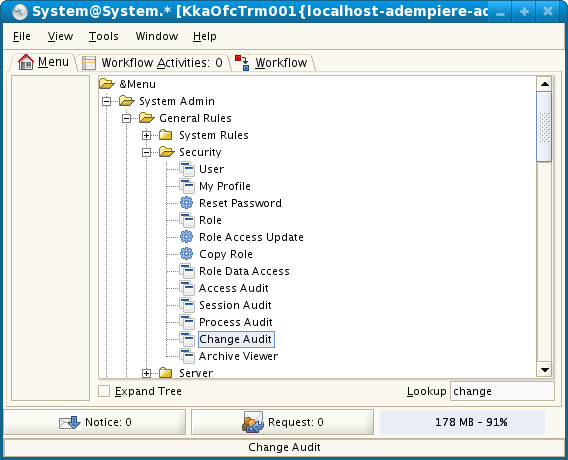 System@System.* [KkaOfcTrm001{localhost-adempiere-ad
File View Tools Window Help
Menu Workflow Activities: 0 Workflow
&Menu
System Admin
General Rules
System Rules
Security
User
My Profile
Reset Password
Role
Role Access Update
Copy Role
Role Data Access
Access Audit
Session Audit
Process Audit
Change Audit
Archive Viewer
Server
Expand Tree Lookup change
Notice: 0 Request: 0 178 MB - 91%
Change Audit